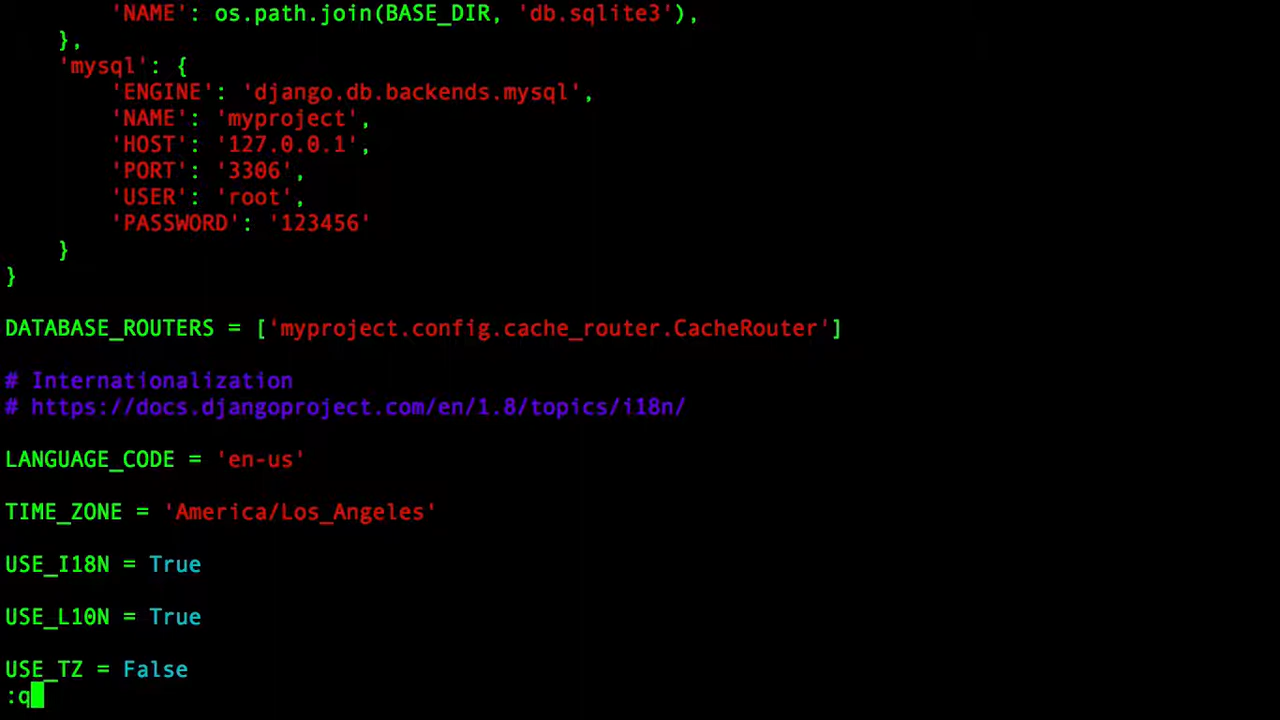 'NAME': os.path.join(BASE_DIR, 'db.sqlite3'),
},
'mysql': {
'ENGINE': 'django.db.backends.mysql',
'NAME': 'myproject',
'HOST': '127.0.0.1',
'PORT': '3306',
'USER': 'root',
'PASSWORD': '123456'
}
}
DATABASE_ROUTERS = ['myproject.config.cache_router.CacheRouter']
# Internationalization
# https://docs.djangoproject.com/en/1.8/topics/i18n/
LANGUAGE_CODE = 'en-us'
TIME_ZONE = 'America/Los_Angeles'
USE_I18N = True
USE_L10N = True
USE_TZ = False
:q